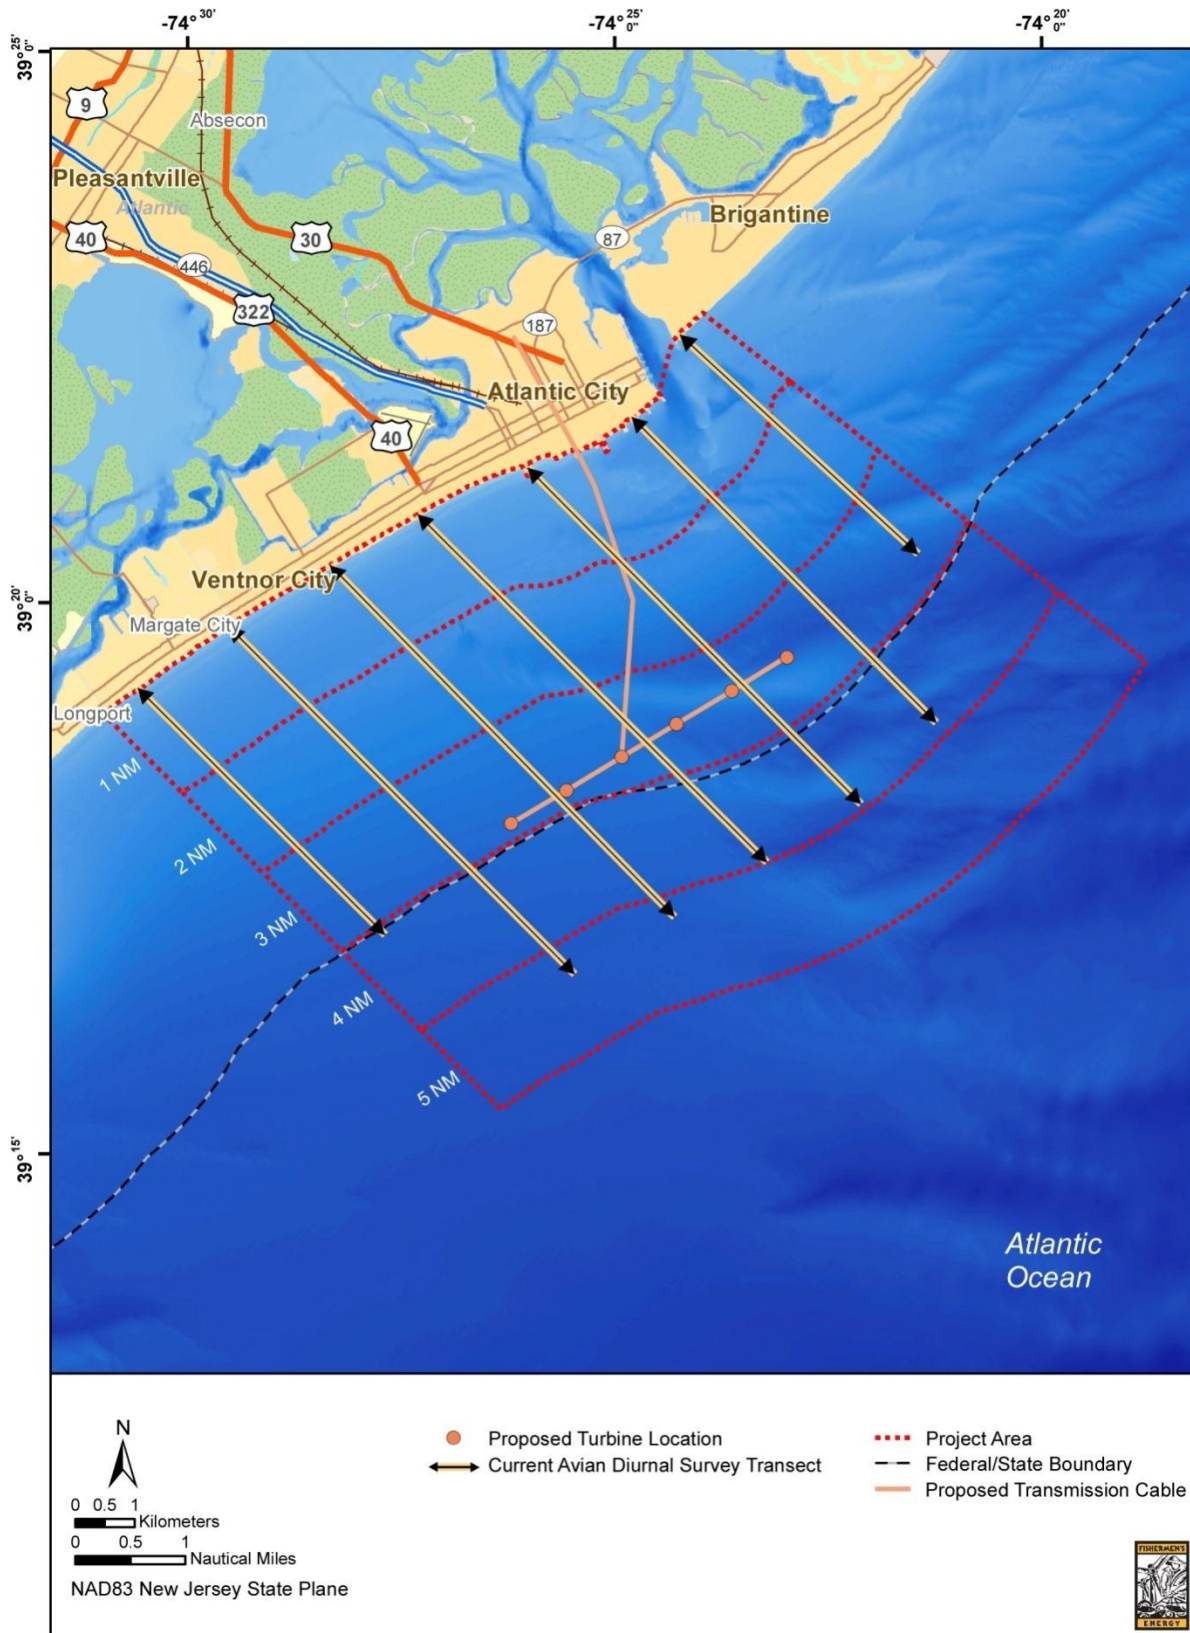 -74° 30' 0"
-74° 25' 0"
-74° 20' 0"
39° 25' 0"
9
Absecon
Pleasantville
Atlantic
Brigantine
40
30
87
446
322
187
Atlantic City
40
39° 20' 0"
Ventnor City
Margate City
Longport
1 NM
2 NM
3 NM
4 NM
5 NM
39° 15' 0"
Atlantic
Ocean
N
0 0.5 1
Kilometers
0 0.5 1
Nautical Miles
NAD83 New Jersey State Plane
Proposed Turbine Location
Current Avian Diurnal Survey Transect
Project Area
Federal/State Boundary
Proposed Transmission Cable
FISHERMEN'S
ENERGY